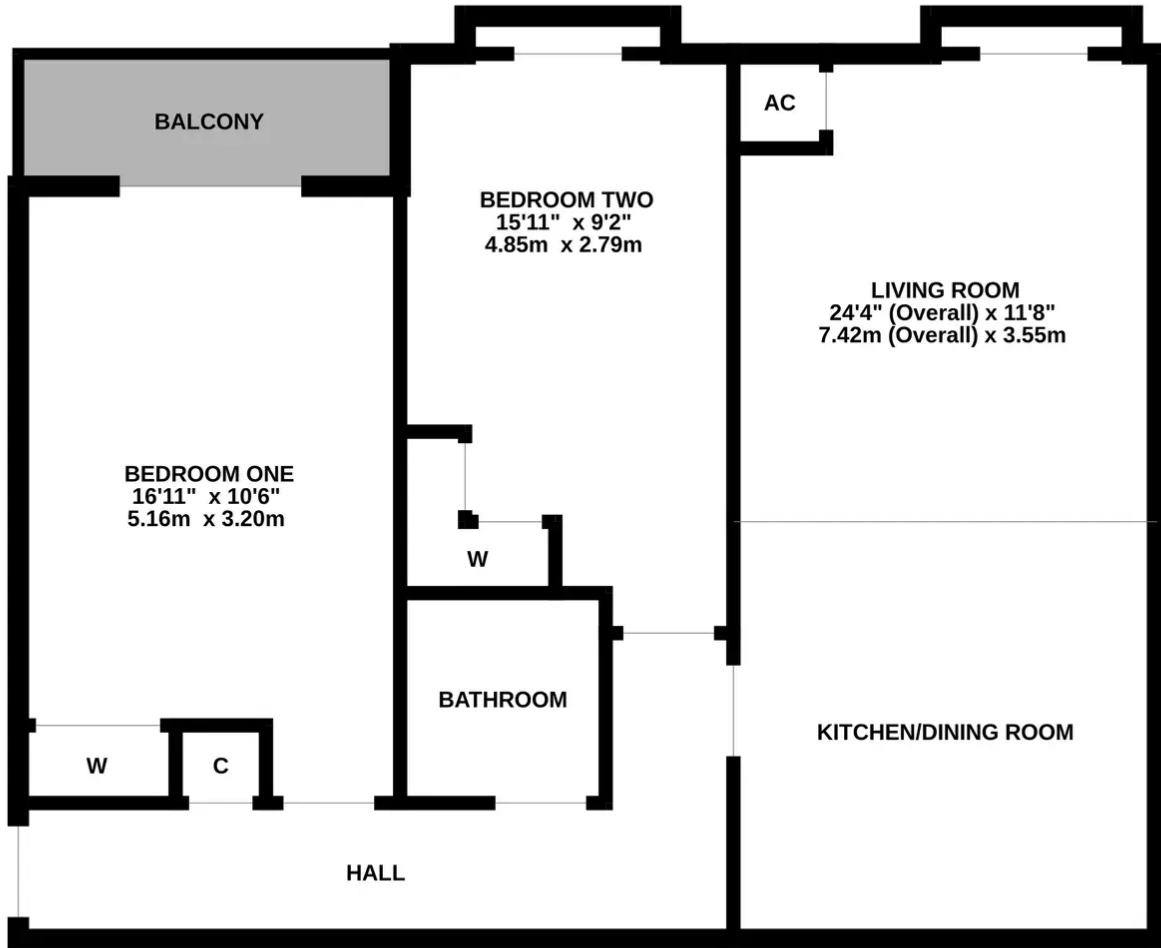 BALCONY
AC
BEDROOM TWO
15'11" x 9'2"
4.85m x 2.79m
LIVING ROOM
24'4" (Overall) x 11'8"
7.42m (Overall) x 3.55m
BEDROOM ONE
16'11" x 10'6"
5.16m x 3.20m
W
BATHROOM
KITCHEN/DINING ROOM
W
C
HALL